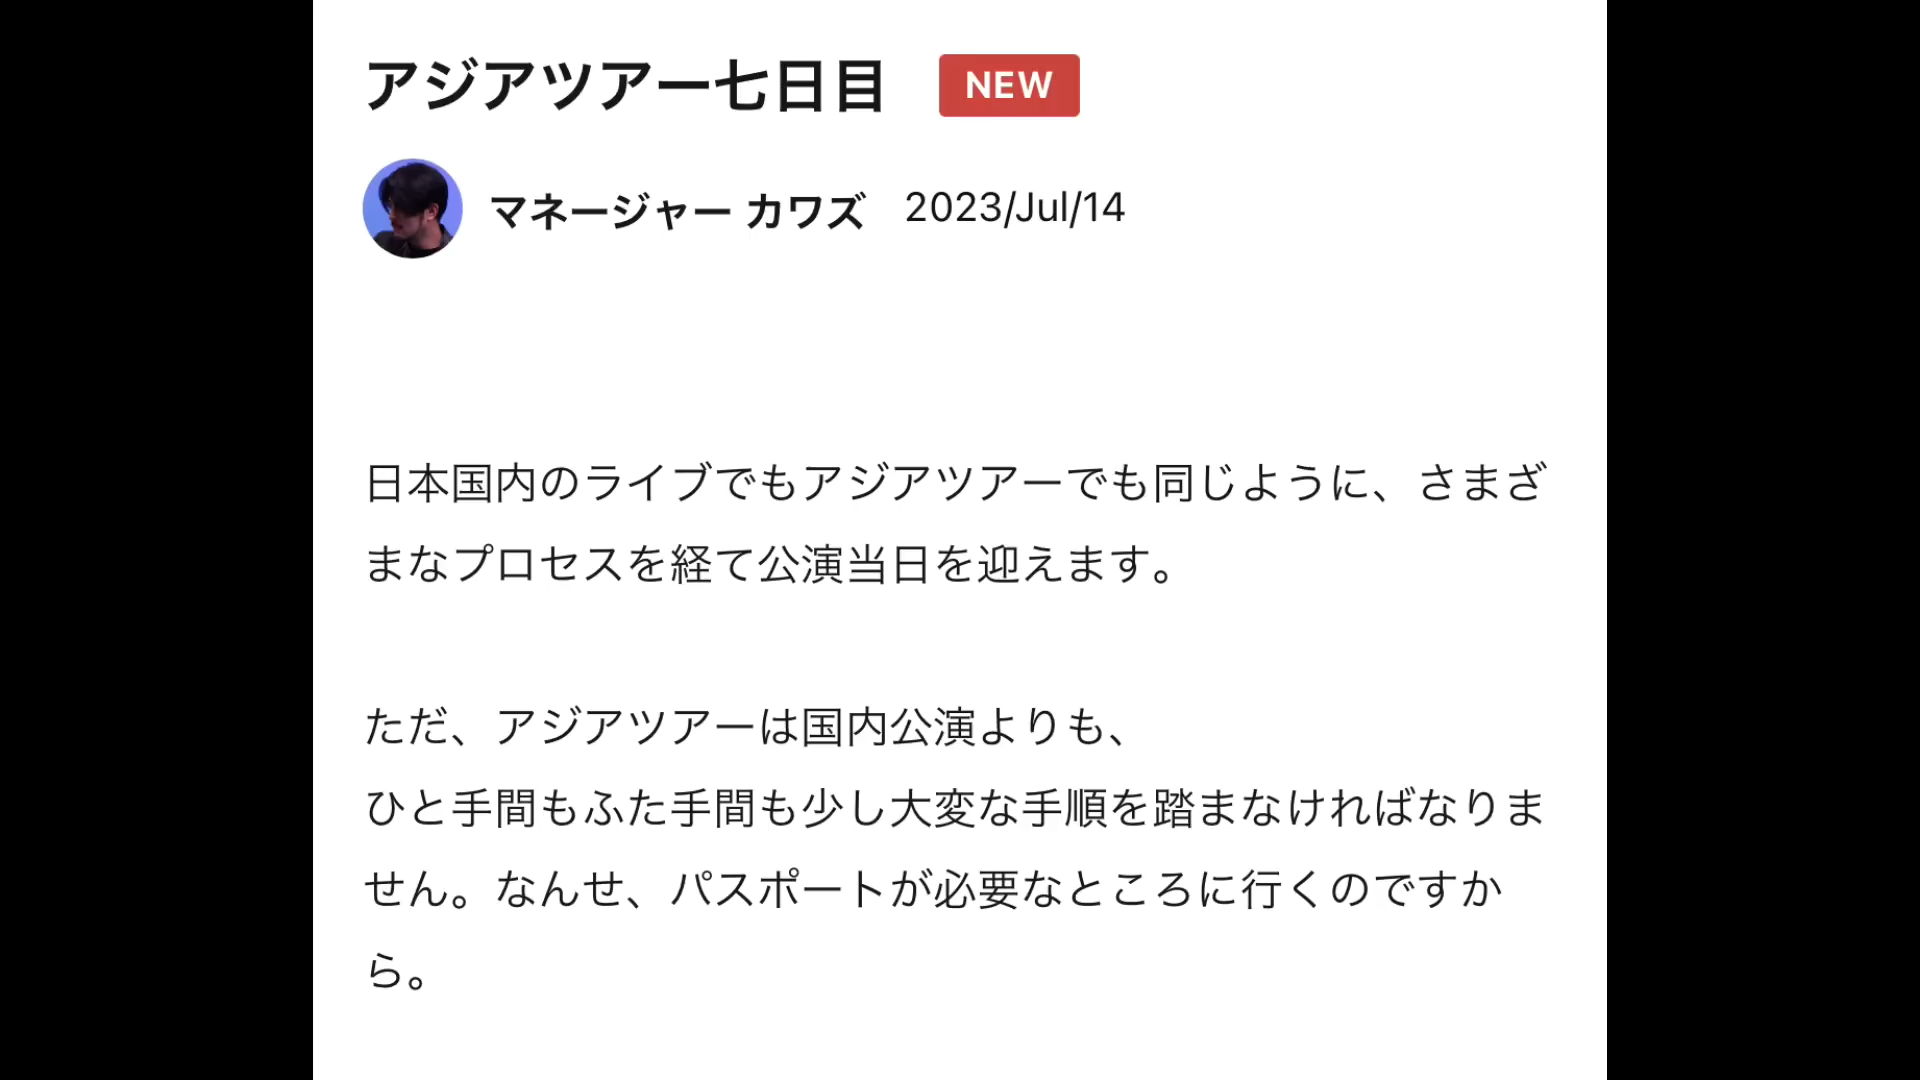 アジアツアー七日目 NEW
マネージャー カワズ 2023/Jul/14
日本国内のライブでもアジアツアーでも同じように、さまざ
まなプロセスを経て公演当日を迎えます。
ただ、アジアツアーは国内公演よりも、
ひと手間もふた手間も少し大変な手順を踏まなければなりま
せん。なんせ、パスポートが必要なところに行くのですか
ら。